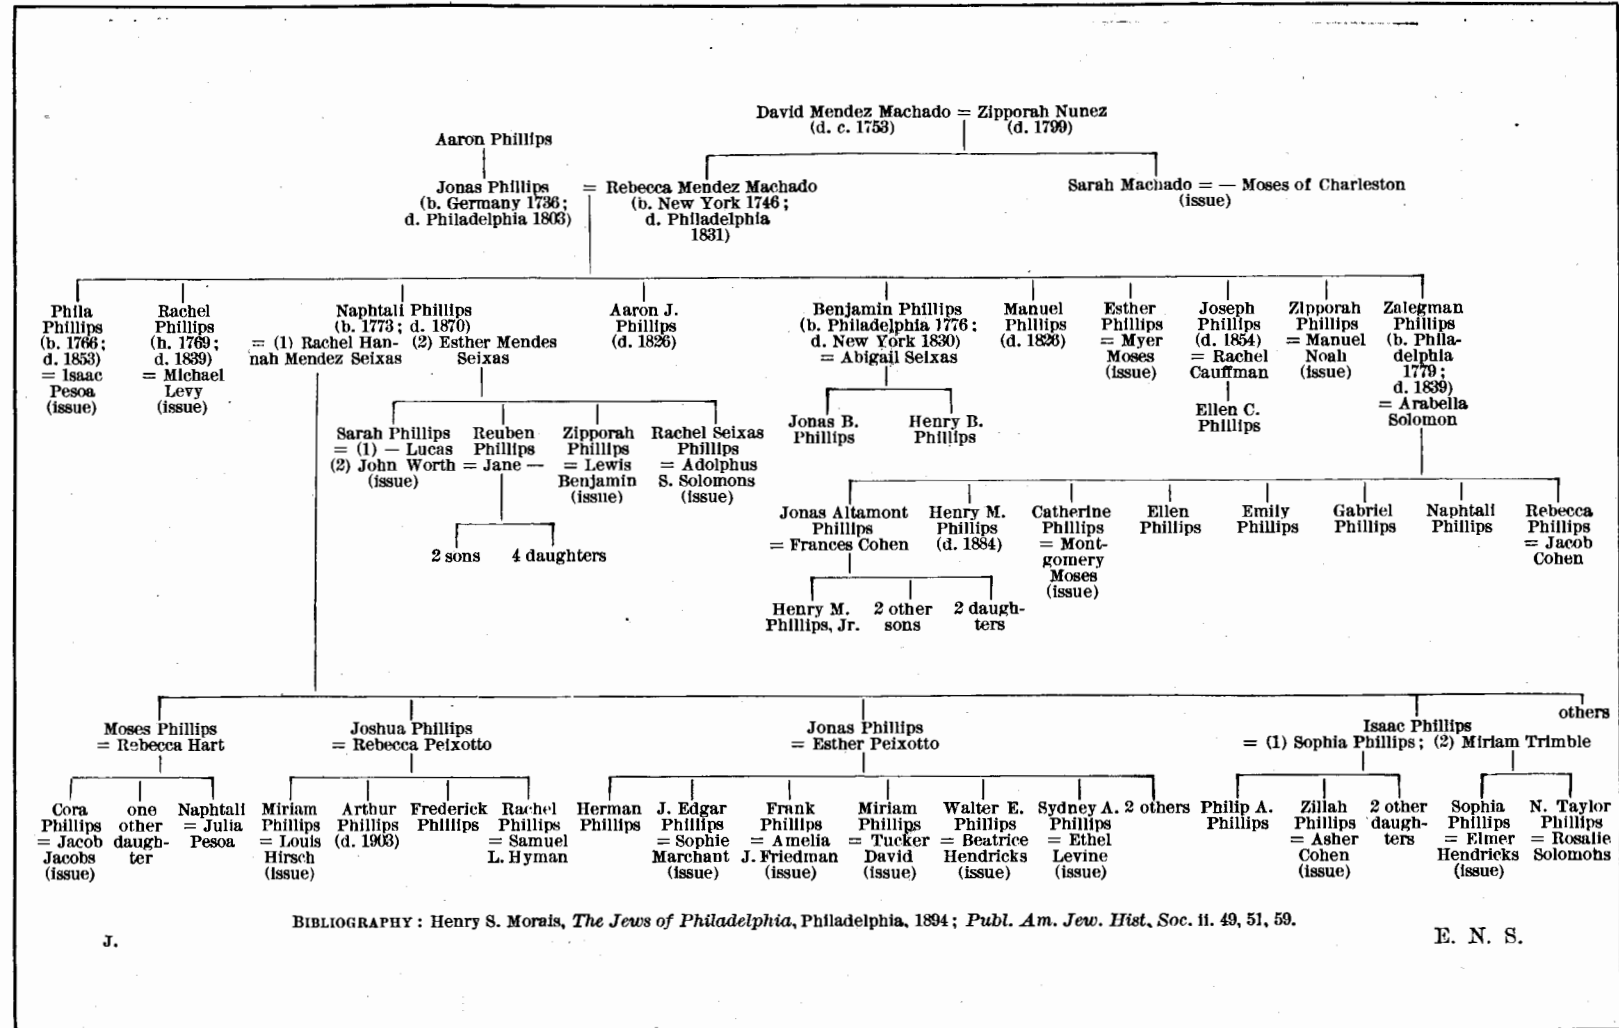 David Mendez Machado = Zipporah Nunez
(d. c. 1753) (d. 1799)
Aaron Phillips
Jonas Phillips
(b. Germany 1736;
d. Philadelphia 1803)
= Rebecca Mendez Machado
(b. New York 1746;
d. Philadelphia
1831)
Sarah Machado = — Moses of Charleston
(issue)
Phila
Phillips
(b. 1766;
d. 1853)
= Isaac
Pesoa
(issue)
Rachel
Phillips
(b. 1769;
d. 1839)
= Michael
Levy
(issue)
Naphtali Phillips
(b. 1773; d. 1870)
= (1) Rachel Han- (2) Esther Mendes
nah Mendez Seixas Seixas
Aaron J.
Phillips
(d. 1826)
Benjamin Phillips
(b. Philadelphia 1776;
d. New York 1830)
= Abigail Seixas
Manuel
Phillips
(d. 1826)
Esther
Phillips
= Myer
Moses
(issue)
Joseph
Phillips
(d. 1854)
= Rachel
Cauffman
Zipporah
Phillips
= Manuel
Noah
(issue)
Zalegman
Phillips
(b. Phila-
delphia
1779;
d. 1839)
= Arabella
Solomon
Sarah Phillips
= (1) — Lucas
(2) John Worth
(issue)
Reuben
Phillips
= Jane —
Zipporah
Phillips
= Lewis
Benjamin
(issue)
Rachel Seixas
Phillips
= Adolphus
S. Solomons
(issue)
Jonas B.
Phillips
Henry B.
Phillips
Ellen C.
Phillips
2 sons 4 daughters
Jonas Altamont
Phillips
= Frances Cohen
Henry M.
Phillips
(d. 1884)
Catherine
Phillips
= Mont-
gomery
Moses
(issue)
Ellen
Phillips
Emily
Phillips
Gabriel
Phillips
Naphtali
Phillips
Rebecca
Phillips
= Jacob
Cohen
Henry M.
Phillips, Jr.
2 other
sons
2 daugh-
ters
Moses Phillips
= Rebecca Hart
Joshua Phillips
= Rebecca Peixotto
Jonas Phillips
= Esther Peixotto
Isaac Phillips
= (1) Sophia Phillips; (2) Miriam Trimble
others
Cora
Phillips
= Jacob
Jacobs
(issue)
one
other
daugh-
ter
Naphtali
= Julia
Pesoa
Miriam
Phillips
= Louis
Hirsch
(issue)
Arthur
Phillips
(d. 1903)
Frederick
Phillips
Rachel
Phillips
= Samuel
L. Hyman
Herman
Phillips
J. Edgar
Phillips
= Sophie
Marchant
(issue)
Frank
Phillips
= Amelia
J. Friedman
(issue)
Miriam
Phillips
= Tucker
David
(issue)
Walter E.
Phillips
= Beatrice
Hendricks
(issue)
Sydney A.
Phillips
= Ethel
Levine
(issue)
2 others
Philip A.
Phillips
Zillah
Phillips
= Asher
Cohen
(issue)
2 other
daugh-
ters
Sophia
Phillips
= Elmer
Hendricks
(issue)
N. Taylor
Phillips
= Rosalie
Solomons
BIBLIOGRAPHY: Henry S. Morais, The Jews of Philadelphia, Philadelphia, 1894; Publ. Am. Jew. Hist. Soc. ii. 49, 51, 59.
J. E. N. S.